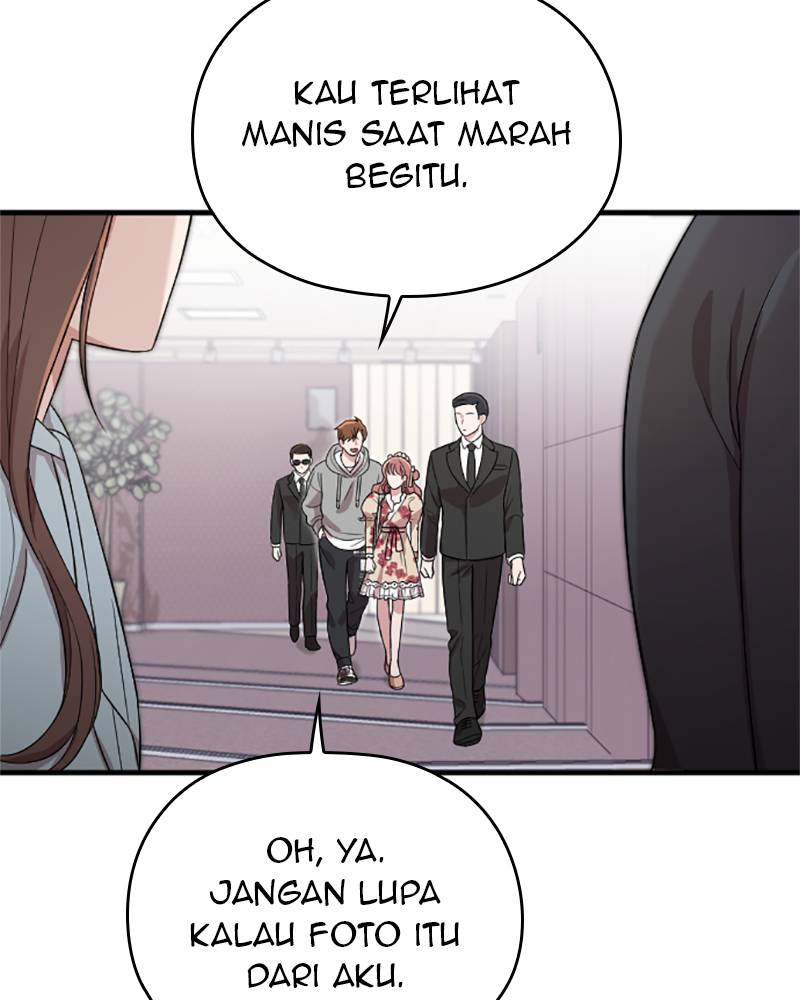 KAU TERLIHAT
MANIS SAAT MARAH
BEGITU.
OH, YA.
JANGAN LUPA
KALAU FOTO ITU
DARI AKU.